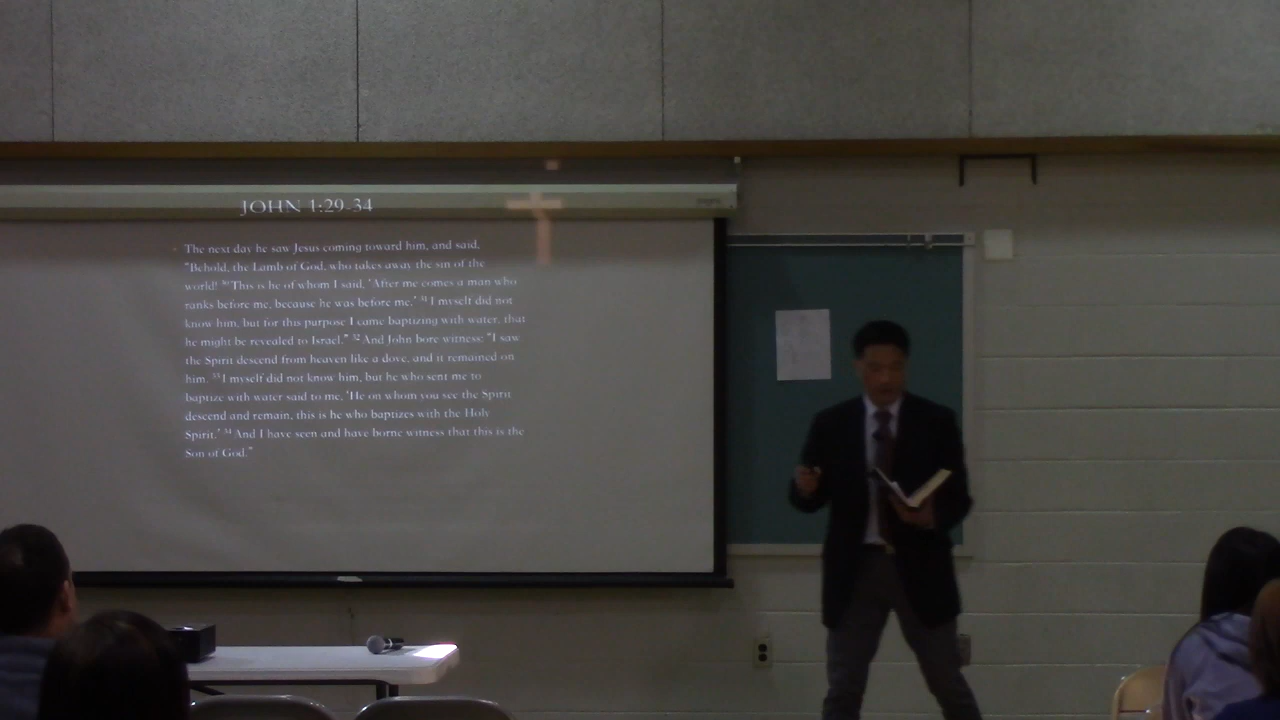 JOHN 1:29-34
The next day he saw Jesus coming toward him, and said,
"Behold, the Lamb of God, who takes away the sin of the
world! 30 This is he of whom I said, 'After me comes a man who
ranks before me, because he was before me.' 31 I myself did not
know him, but for this purpose I came baptizing with water, that
he might be revealed to Israel." 32 And John bore witness: "I saw
the Spirit descend from heaven like a dove, and it remained on
him. 33 I myself did not know him, but he who sent me to
baptize with water said to me, 'He on whom you see the Spirit
descend and remain, this is he who baptizes with the Holy
Spirit.' 34 And I have seen and have borne witness that this is the
Son of God."